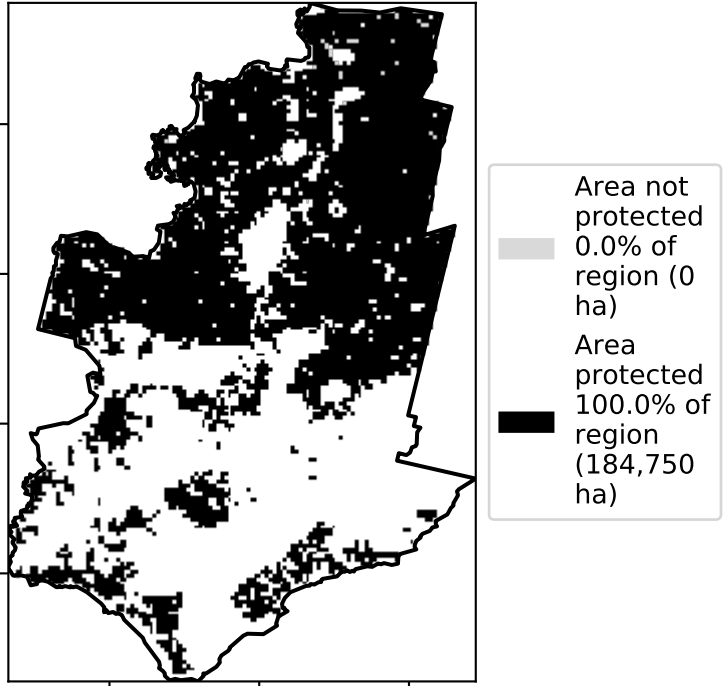 Area not
protected
0.0% of
region (0
ha)
Area
protected
100.0% of
region
(184,750
ha)